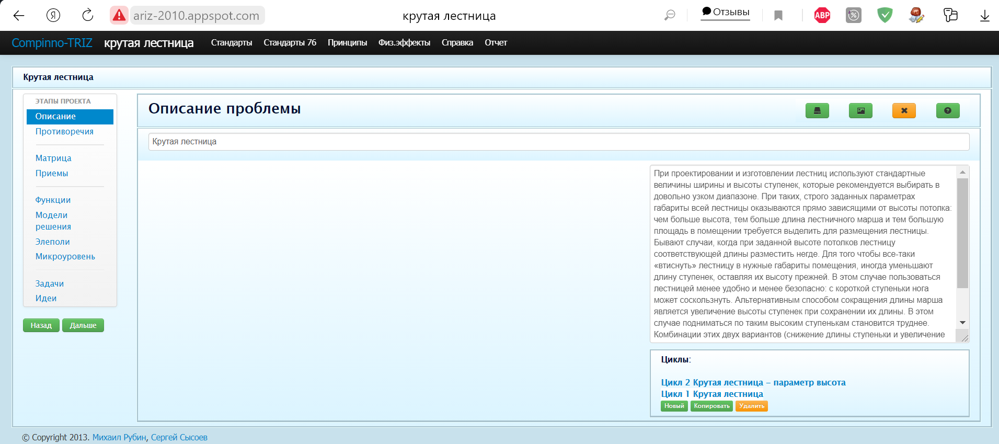 ariz-2010.appspot.com
крутая лестница
Отзывы
ABP
Compinno-TRIZ крутая лестница Стандарты Стандарты 76 Принципы Физ.эффекты Справка Отчет
Крутая лестница
ЭТАПЫ ПРОЕКТА
Описание
Противоречия
Матрица
Приемы
Функции
Модели
решения
Элеполи
Микроуровень
Задачи
Идеи
Назад Дальше
Описание проблемы
Крутая лестница
При проектировании и изготовлении лестниц используют стандартные
величины ширины и высоты ступенек, которые рекомендуется выбирать в
довольно узком диапазоне. При таких, строго заданных параметрах
габариты всей лестницы оказываются прямо зависящими от высоты потолка:
чем больше высота, тем больше длина лестничного марша и тем большую
площадь в помещении требуется выделить для размещения лестницы.
Бывают случаи, когда при заданной высоте потолков лестницу
соответствующей длины разместить негде. Для того чтобы все-таки
«втиснуть» лестницу в нужные габариты помещения, иногда уменьшают
длину ступенек, оставляя их высоту прежней. В этом случае пользоваться
лестницей менее удобно и менее безопасно: с короткой ступеньки нога
может соскользнуть. Альтернативным способом сокращения длины марша
является увеличение высоты ступенек при сохранении их длины. В этом
случае подниматься по таким высоким ступенькам становится труднее.
Комбинации этих двух вариантов (снижение длины ступеньки и увеличение
Циклы:
Цикл 2 Крутая лестница – параметр высота
Цикл 1 Крутая лестница
Новый Копировать Удалить
© Copyright 2013. Михаил Рубин, Сергей Сысоев